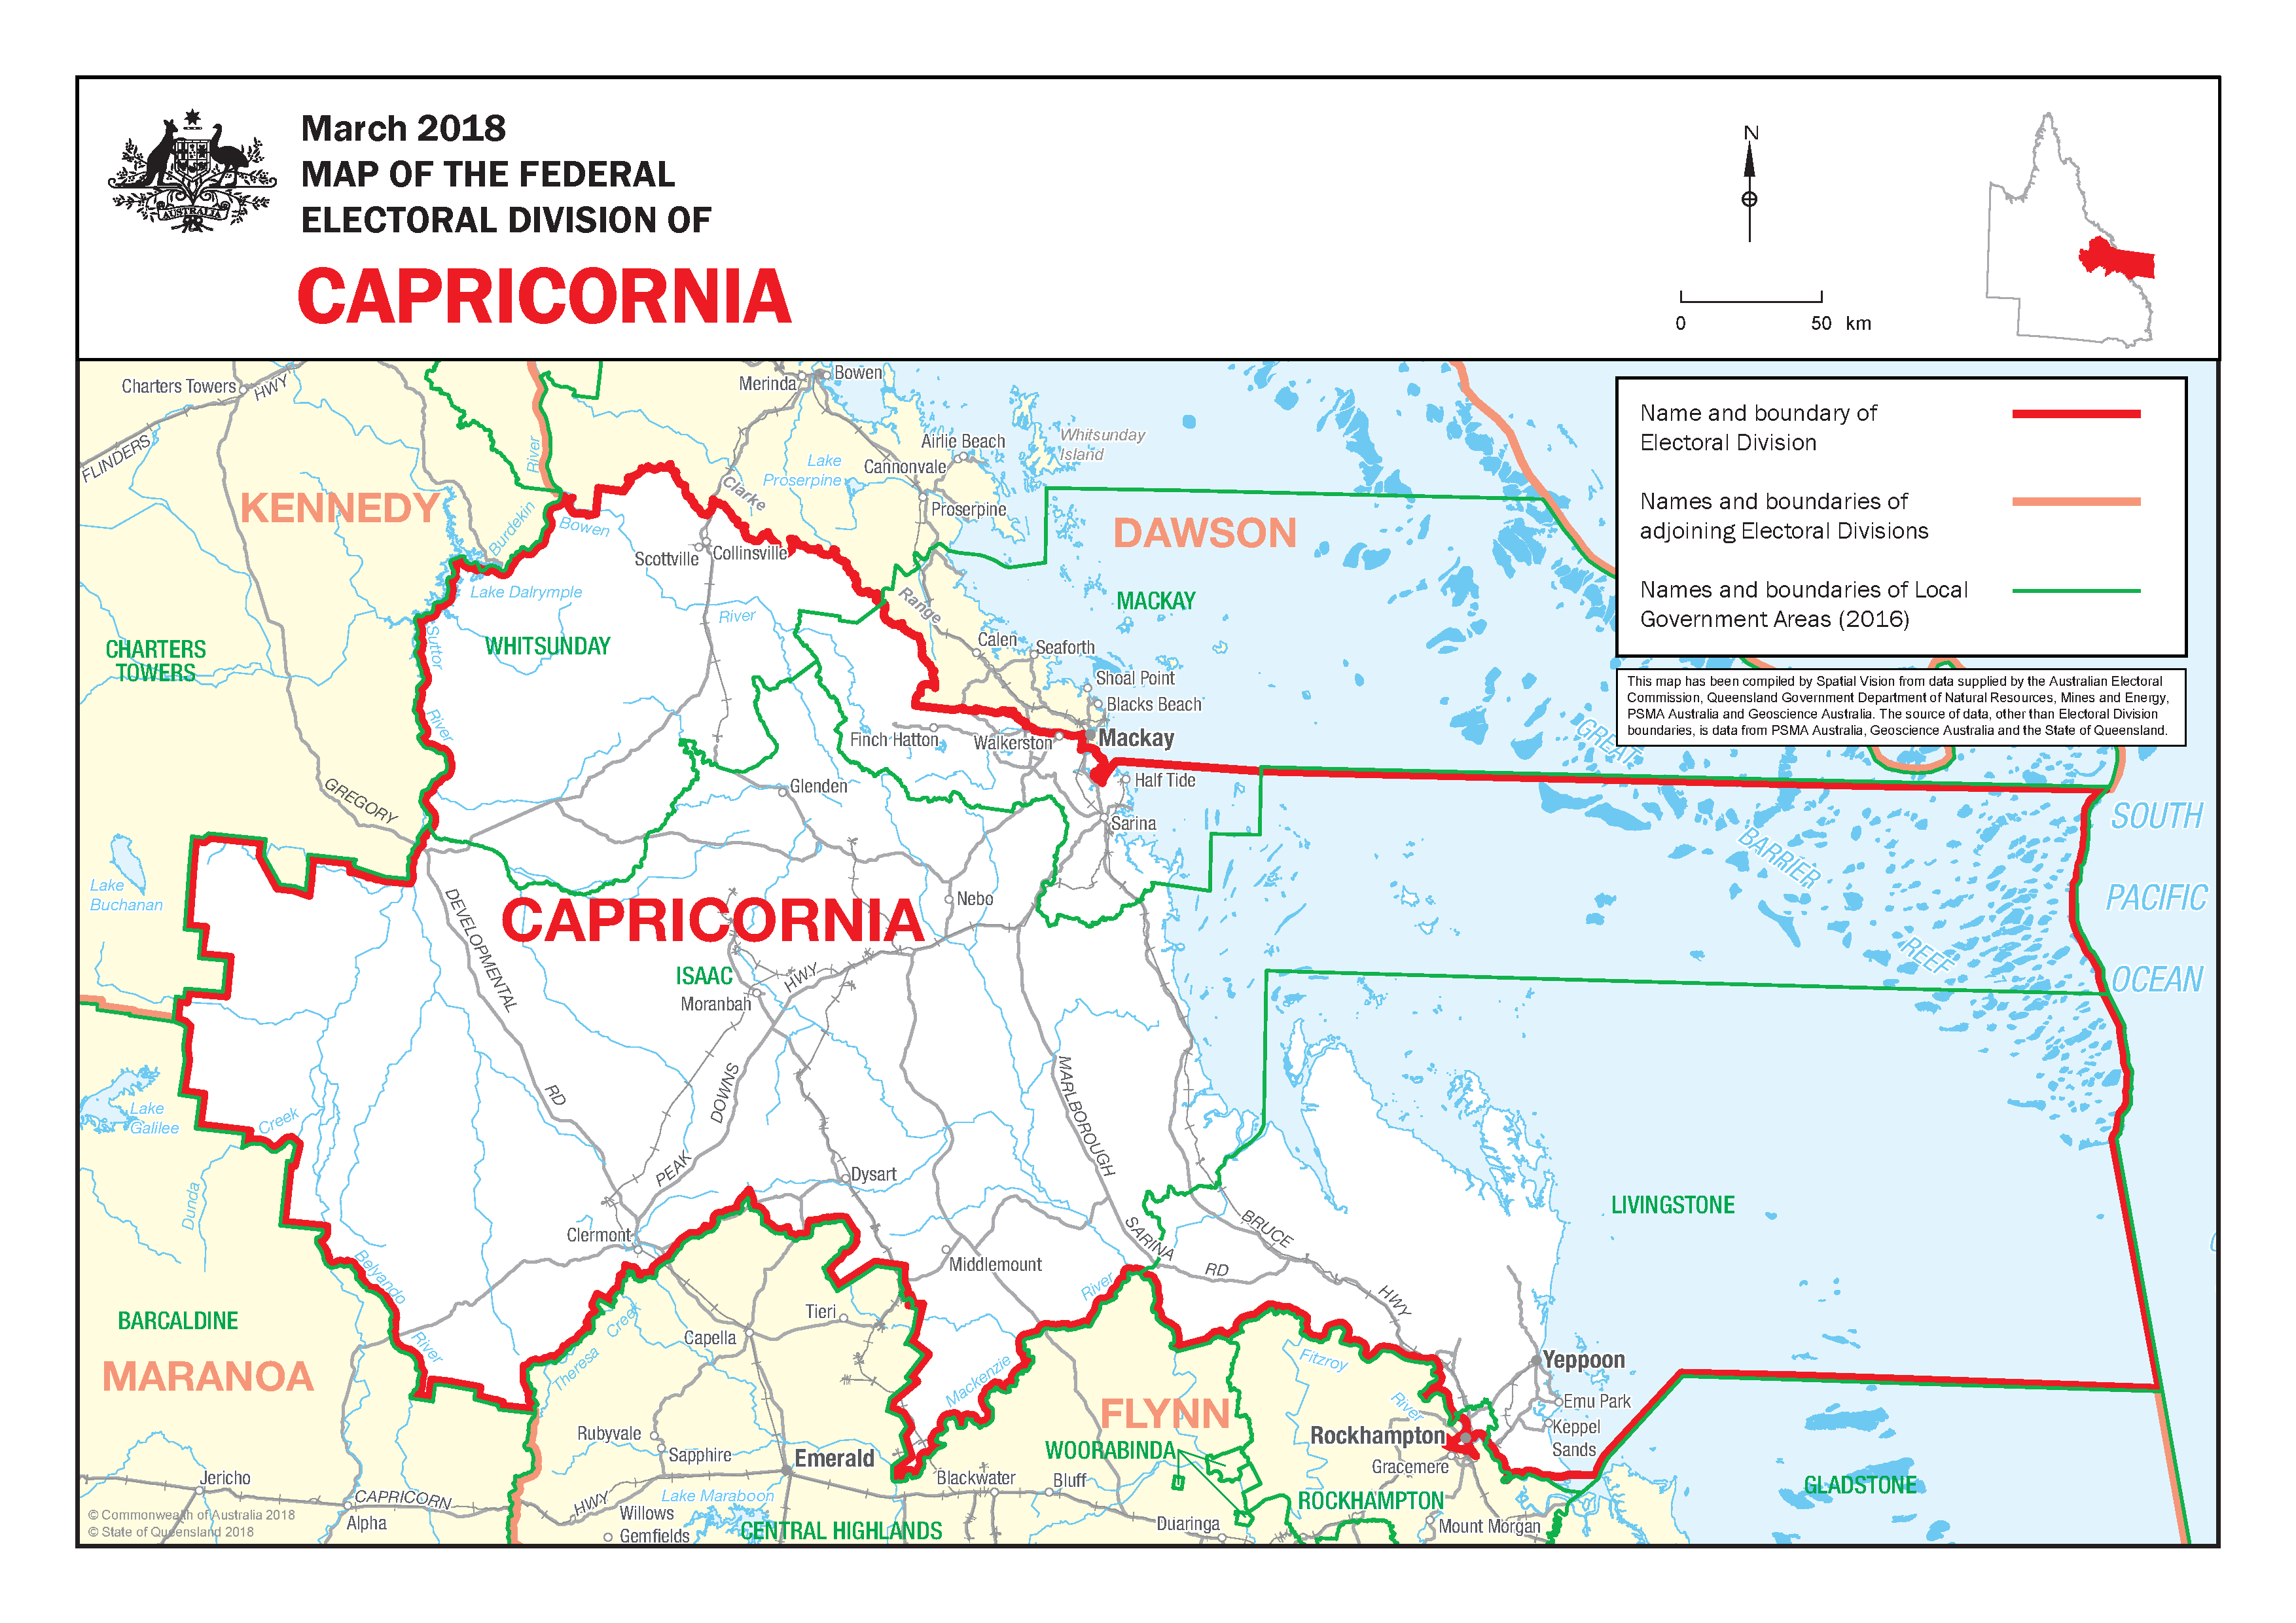 March 2018
MAP OF THE FEDERAL
ELECTORAL DIVISION OF
CAPRICORNIA
AUSTRALIA
N
0 50 km
Name and boundary of
Electoral Division
Names and boundaries of
adjoining Electoral Divisions
Names and boundaries of Local
Government Areas (2016)
This map has been compiled by Spatial Vision from data supplied by the Australian Electoral
Commission, Queensland Government Department of Natural Resources, Mines and Energy,
PSMA Australia and Geoscience Australia. The source of data, other than Electoral Division
boundaries, is data from PSMA Australia, Geoscience Australia and the State of Queensland.
Charters Towers
HWY
FLINDERS
Merinda
Bowen
River
Airlie Beach
Whitsunday
Island
Lake
Proserpine
Cannonvale
Clarke
KENNEDY
Proserpine
Burdekin
Bowen
DAWSON
Scottville
Collinsville
Lake Dalrymple
MACKAY
Range
River
Suttor
WHITSUNDAY
CHARTERS
TOWERS
Calen
Seaforth
Shoal Point
Blacks Beach
River
Finch Hatton
Walkerston
Mackay
GREAT
Half Tide
Glenden
GREGORY
Sarina
SOUTH
BARRIER
Lake
Buchanan
DEVELOPMENTAL
CAPRICORNIA
Nebo
PACIFIC
REEF
ISAAC
HWY
OCEAN
Moranbah
MARLBOROUGH
DOWNS
RD
Lake
Galilee
Creek
PEAK
Dysart
Dunda
LIVINGSTONE
Clermont
SARINA
BRUCE
Belyando
Middlemount
RD
River
HWY
BARCALDINE
Tieri
Creek
Capella
River
Theresa
Fitzroy
Yeppoon
MARANOA
Mackenzie
River
Emu Park
FLYNN
Keppel
Sands
Rubyvale
Rockhampton
WOORABINDA
Sapphire
Emerald
Gracemere
Jericho
Blackwater
Bluff
GLADSTONE
CAPRICORN
HWY
Lake Maraboon
ROCKHAMPTON
© Commonwealth of Australia 2018
© State of Queensland 2018
Alpha
Willows
Gemfields
CENTRAL HIGHLANDS
Duaringa
Mount Morgan